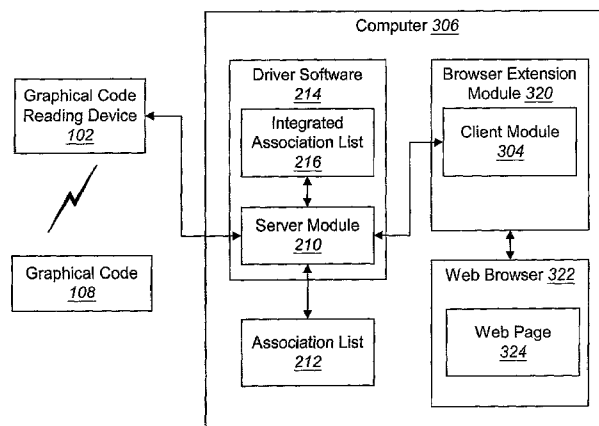 Computer 306
Graphical Code
Reading Device
102
Graphical Code
108
Driver Software
214
Integrated
Association List
216
Server Module
210
Association List
212
Browser Extension
Module 320
Client Module
304
Web Browser 322
Web Page
324